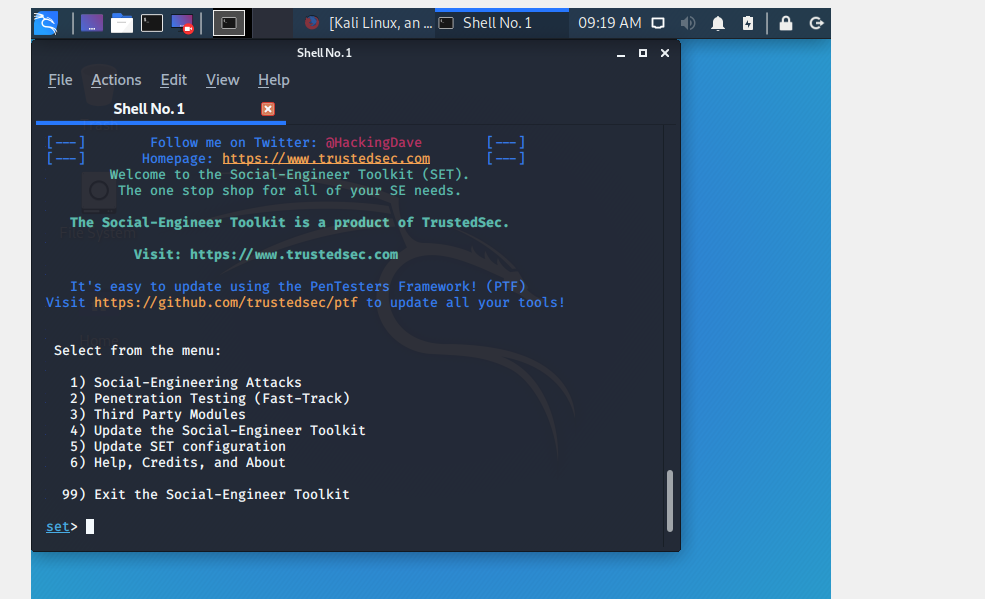 [Kali Linux, an ... Shell No. 1 09:19 AM
Shell No. 1
File Actions Edit View Help
Shell No. 1
[---] Follow me on Twitter: @HackingDave [---]
[---] Homepage: https://www.trustedsec.com [---]
Welcome to the Social-Engineer Toolkit (SET).
The one stop shop for all of your SE needs.
The Social-Engineer Toolkit is a product of TrustedSec.
Visit: https://www.trustedsec.com
It's easy to update using the PenTesters Framework! (PTF)
Visit https://github.com/trustedsec/ptf to update all your tools!
Select from the menu:
1) Social-Engineering Attacks
2) Penetration Testing (Fast-Track)
3) Third Party Modules
4) Update the Social-Engineer Toolkit
5) Update SET configuration
6) Help, Credits, and About
99) Exit the Social-Engineer Toolkit
set>